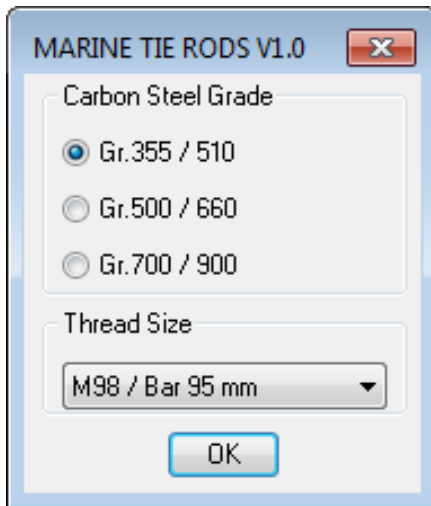 MARINE TIE RODS V1.0
Carbon Steel Grade
Gr.355 / 510
Gr.500 / 660
Gr.700 / 900
Thread Size
M98 / Bar 95 mm
OK